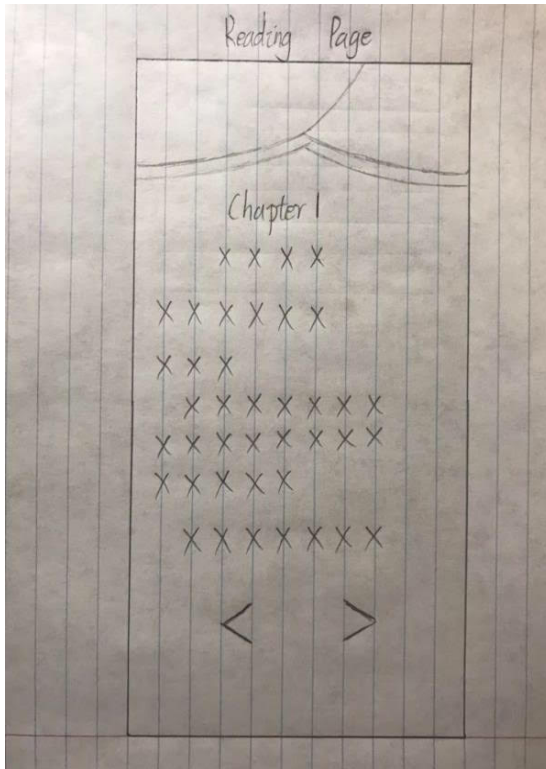 Reading Page
Chapter 1
X X X X
X X X X X X
X X X
X X X X X X X
X X X X X X X X
X X X X X
X X X X X X X
< >